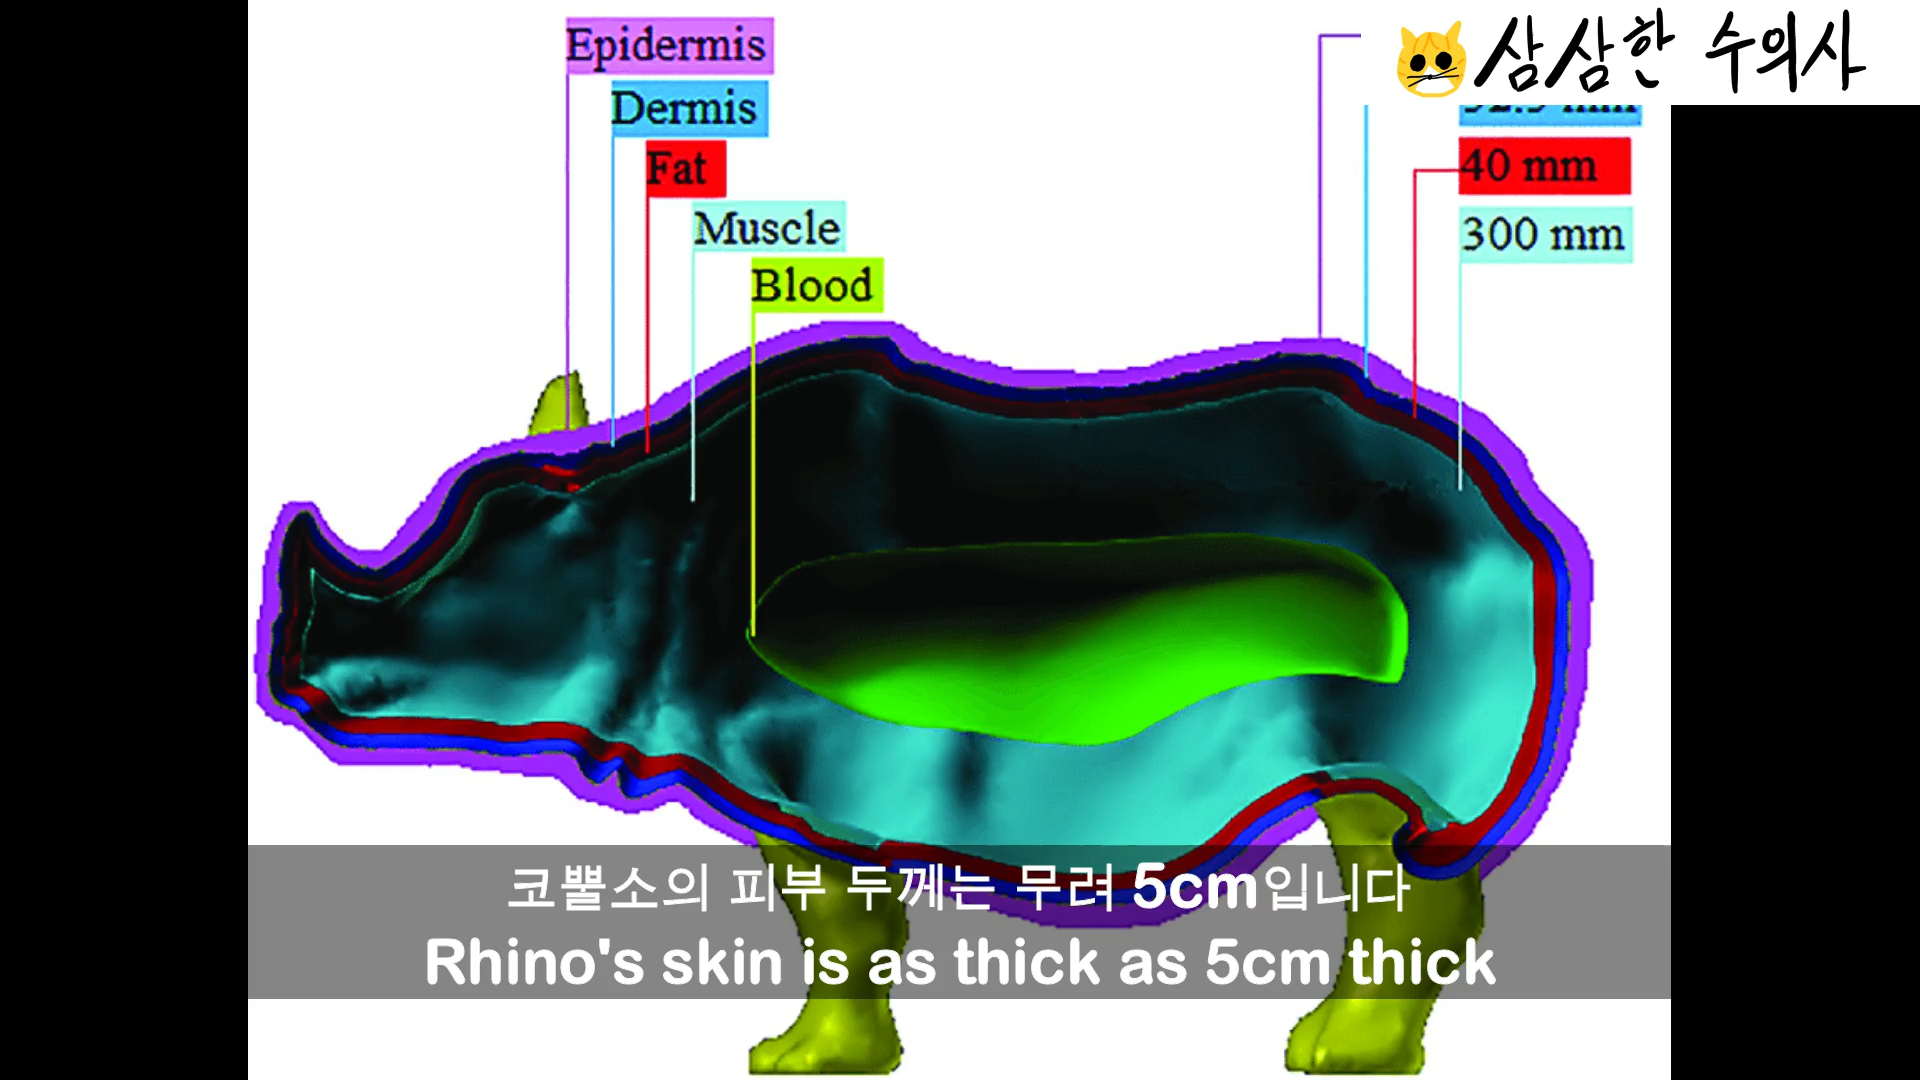 Epidermis
Dermis
Fat
Muscle
Blood
삼삼한 수의사
40 mm
300 mm
코뿔소의 피부 두께는 무려 5cm입니다
Rhino's skin is as thick as 5cm thick